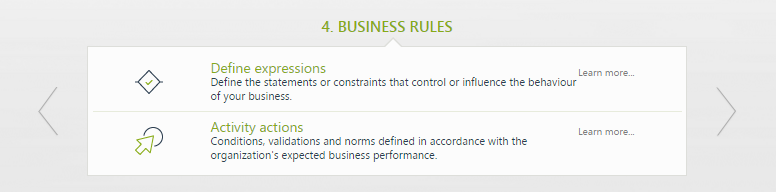 4. BUSINESS RULES
Define expressions
Learn more...
Define the statements or constraints that control or influence the behaviour
of your business.
Activity actions
Learn more...
Conditions, validations and norms defined in accordance with the
organization's expected business performance.